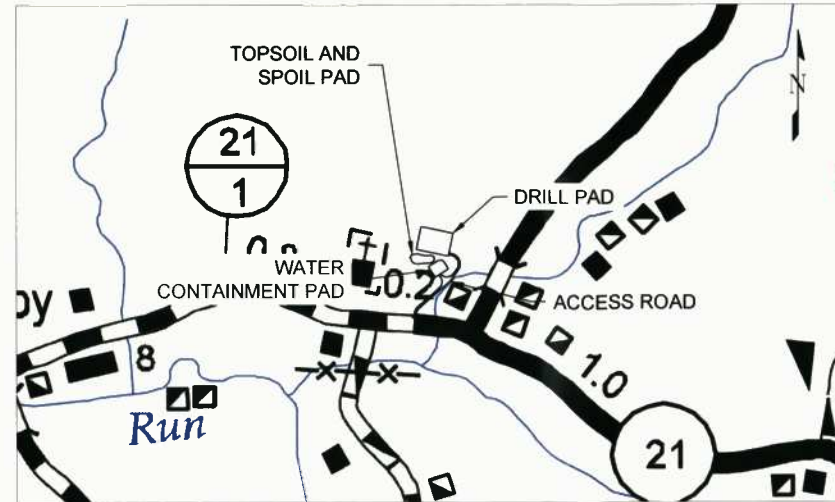 TOPSOIL AND
SPOIL PAD
N
21
1
DRILL PAD
WATER
CONTAINMENT PAD
0.2
ACCESS ROAD
by
8
1.0
Run
21